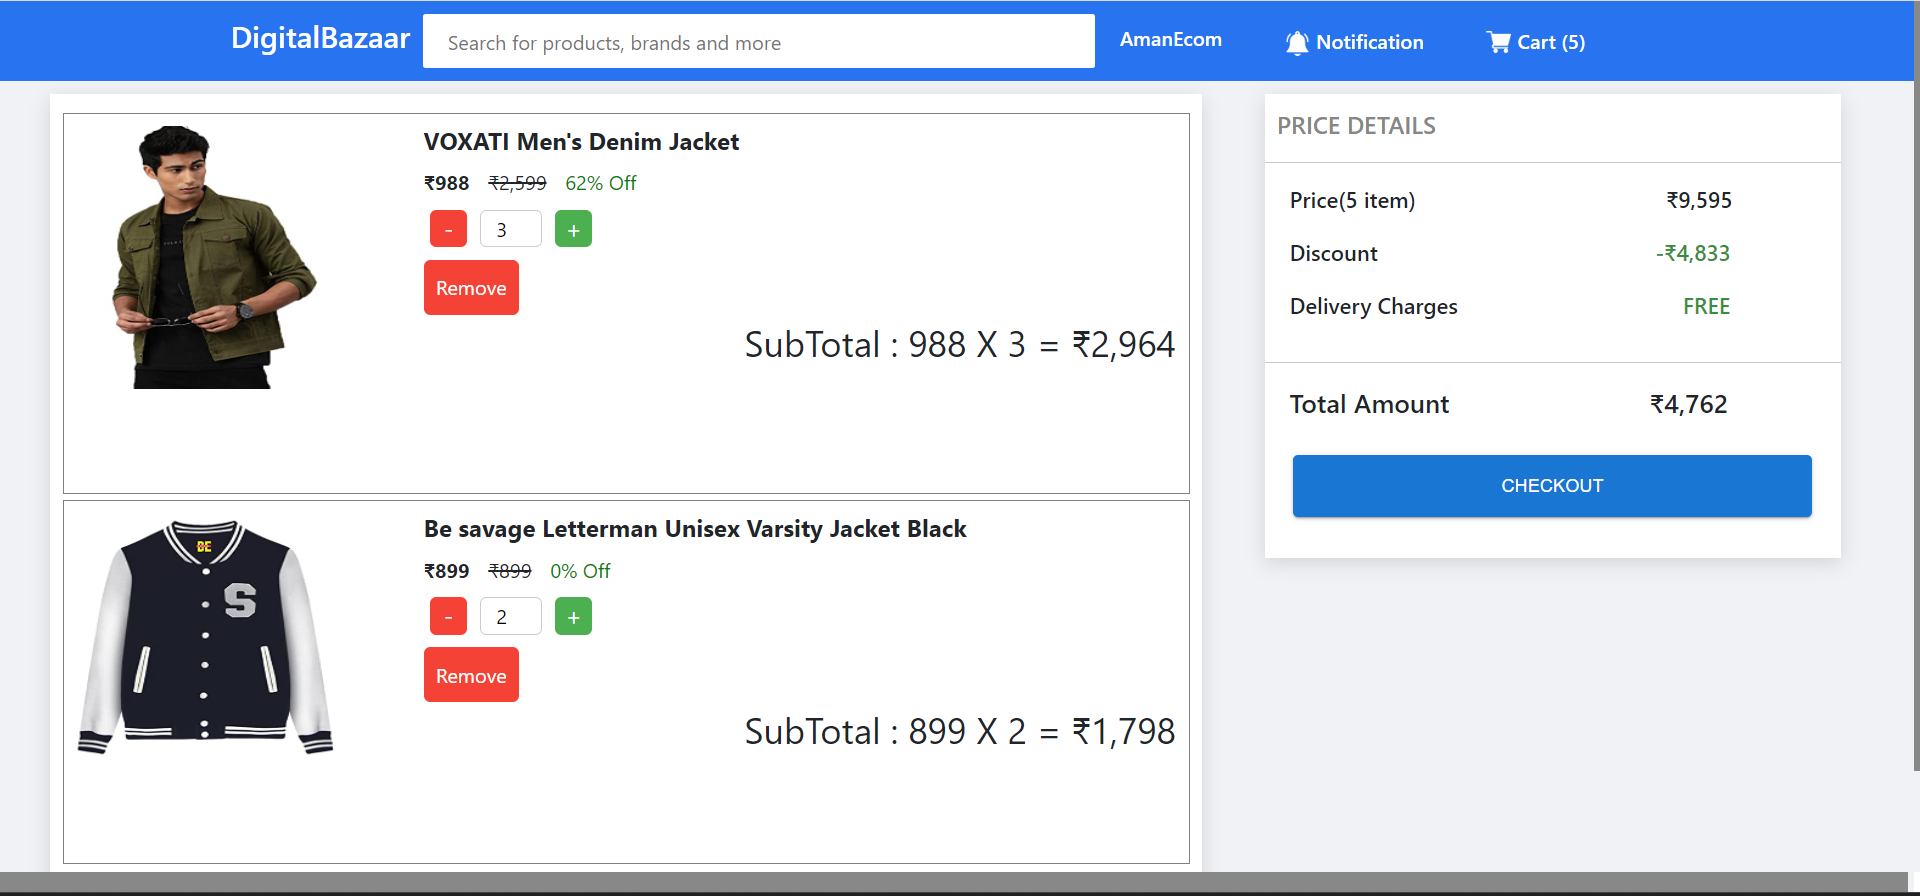 DigitalBazaar
Search for products, brands and more
AmanEcom
Notification
Cart (5)
VOXATI Men's Denim Jacket
₹988 ₹2,599 62% Off
- 3 +
Remove
SubTotal : 988 X 3 = ₹2,964
BE
S
Be savage Letterman Unisex Varsity Jacket Black
₹899 ₹899 0% Off
- 2 +
Remove
SubTotal : 899 X 2 = ₹1,798
PRICE DETAILS
Price(5 item) ₹9,595
Discount -₹4,833
Delivery Charges FREE
Total Amount ₹4,762
CHECKOUT